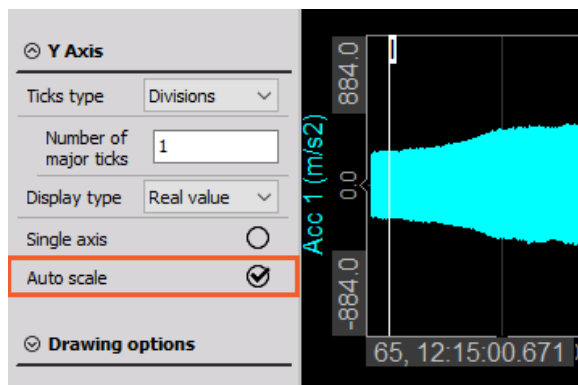 Y Axis
Ticks type Divisions
Number of major ticks 1
Display type Real value
Single axis
Auto scale
Drawing options
884.0
0.0
-884.0
Acc 1 (m/s2)
65, 12:15:00.671